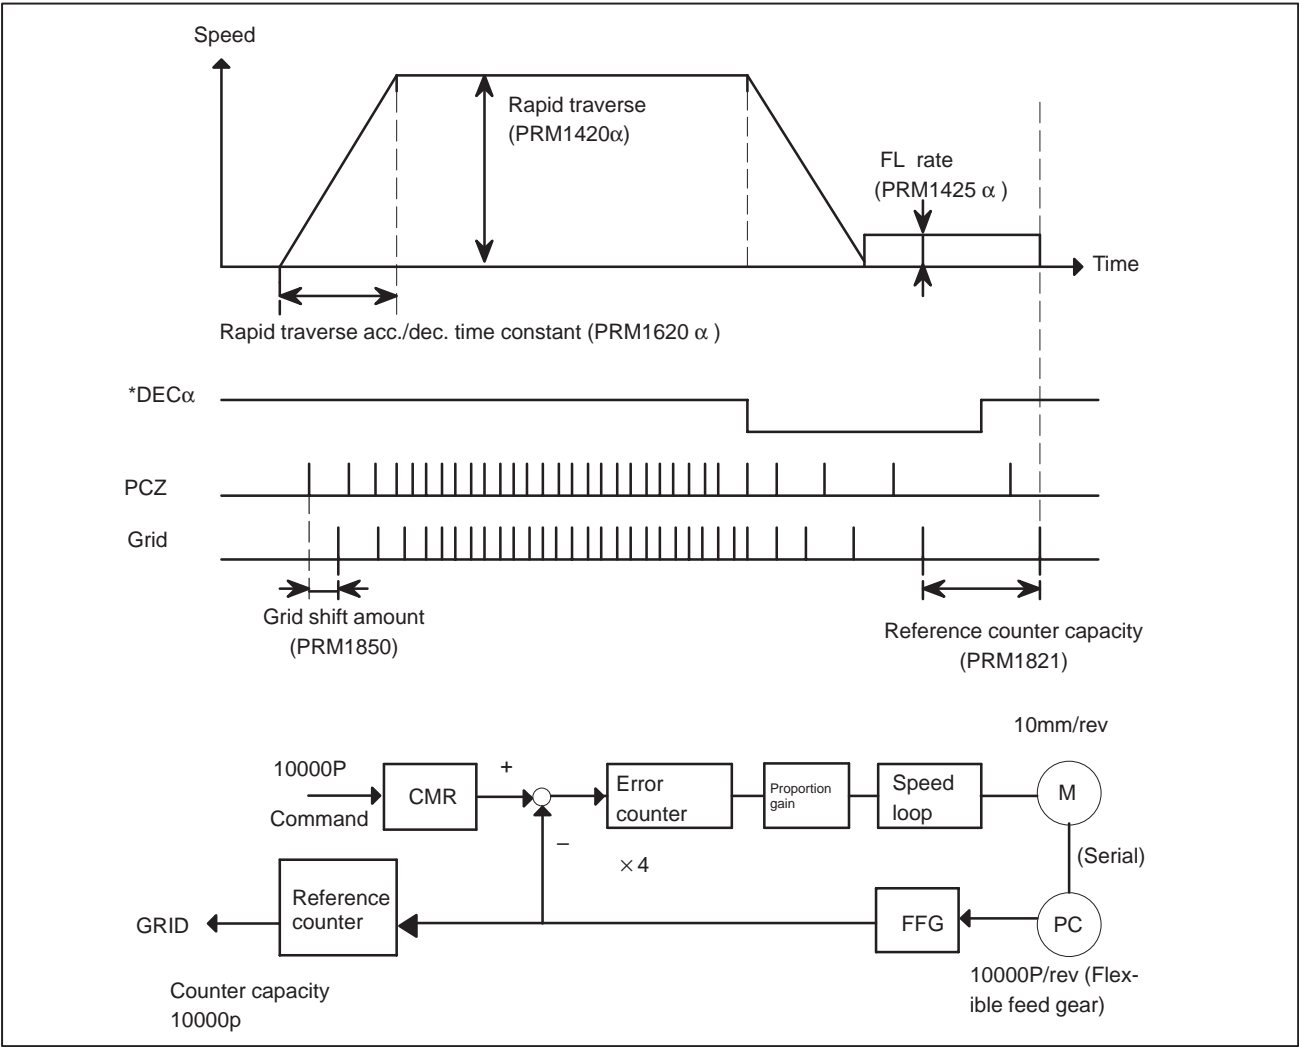 Speed
Rapid traverse
(PRM1420α)
FL rate
(PRM1425 α )
Time
Rapid traverse acc./dec. time constant (PRM1620 α )
*DECα
PCZ
Grid
Grid shift amount
(PRM1850)
Reference counter capacity
(PRM1821)
10mm/rev
10000P
Command
CMR
+
−
Error
counter
×4
Proportion
gain
Speed
loop
M
(Serial)
GRID
Reference
counter
FFG
PC
10000P/rev (Flex-
ible feed gear)
Counter capacity
10000p